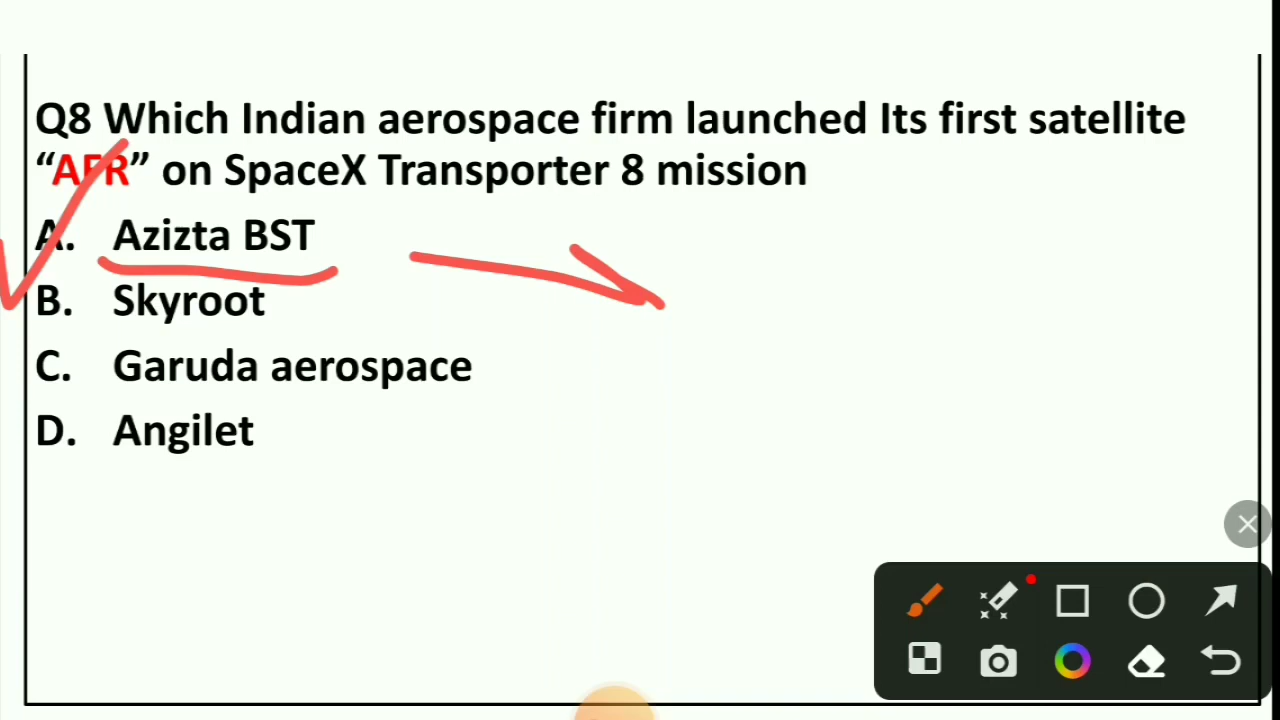 Q8 Which Indian aerospace firm launched Its first satellite
“AFR” on SpaceX Transporter 8 mission
A. Azizta BST
B. Skyroot
C. Garuda aerospace
D. Angilet